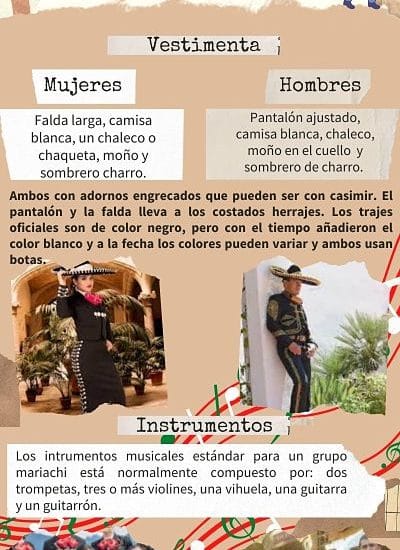 Vestimenta
Mujeres
Falda larga, camisa
blanca, un chaleco o
chaqueta, moño y
sombrero charro.
Hombres
Pantalón ajustado,
camisa blanca, chaleco,
moño en el cuello y
sombrero de charro.
Ambos con adornos engrecados que pueden ser con casimir. El
pantalón y la falda lleva a los costados herrajes. Los trajes
oficiales son de color negro, pero con el tiempo añadieron el
color blanco y a la fecha los colores pueden variar y ambos usan
botas.
Instrumentos
Los intrumentos musicales estándar para un grupo
mariachi está normalmente compuesto por: dos
trompetas, tres o más violines, una vihuela, una guitarra
y un guitarrón.